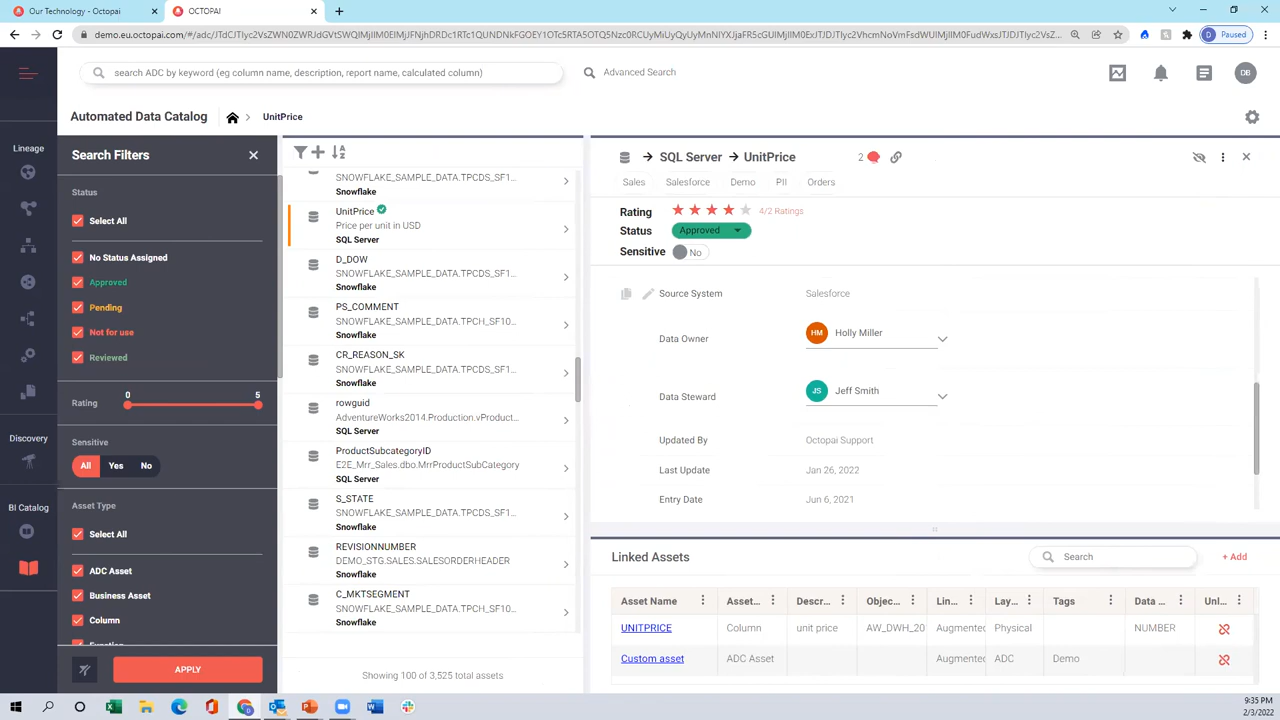 Our Technology - Octopai
OCTOPAI
Paused
search ADC by keyword (eg column name, description, report name, calculated column)
Advanced Search
DB
Automated Data Catalog
UnitPrice
Lineage
Discovery
BI Catalog
Search Filters
Status
Select All
No Status Assigned
Approved
Pending
Not for use
Reviewed
Rating
0
5
Sensitive
All
Yes
No
Asset Type
Select All
ADC Asset
Business Asset
Column
APPLY
SNOWFLAKE_SAMPLE_DATA.TPCDS_SF1...
Snowflake
UnitPrice
Price per unit in USD
SQL Server
D_DOW
SNOWFLAKE_SAMPLE_DATA.TPCDS_SF1...
Snowflake
PS_COMMENT
SNOWFLAKE_SAMPLE_DATA.TPCH_SF10...
Snowflake
CR_REASON_SK
SNOWFLAKE_SAMPLE_DATA.TPCDS_SF1...
Snowflake
rowguid
AdventureWorks2014.Production.vProduct...
SQL Server
ProductSubcategoryID
E2E_Mrr_Sales.dbo.MrrProductSubCategory
SQL Server
S_STATE
SNOWFLAKE_SAMPLE_DATA.TPCDS_SF1...
Snowflake
REVISIONNUMBER
DEMO_STG.SALES.SALESORDERHEADER
Snowflake
C_MKTSEGMENT
SNOWFLAKE_SAMPLE_DATA.TPCH_SF10...
Snowflake
Showing 100 of 3,525 total assets
SQL Server UnitPrice
2
Sales Salesforce Demo PII Orders
Rating 4/2 Ratings
Status Approved
Sensitive No
Source System Salesforce
Data Owner HM Holly Miller
Data Steward JS Jeff Smith
Updated By Octopai Support
Last Update Jan 26, 2022
Entry Date Jun 6, 2021
Linked Assets
Search
+ Add
Asset Name Asset... Descr... Objec... Lin... Lay... Tags Data ... Unl...
UNITPRICE Column unit price AW_DWH_20 Augmented Physical NUMBER
Custom asset ADC Asset Augmented ADC Demo
9:35 PM
2/3/2022